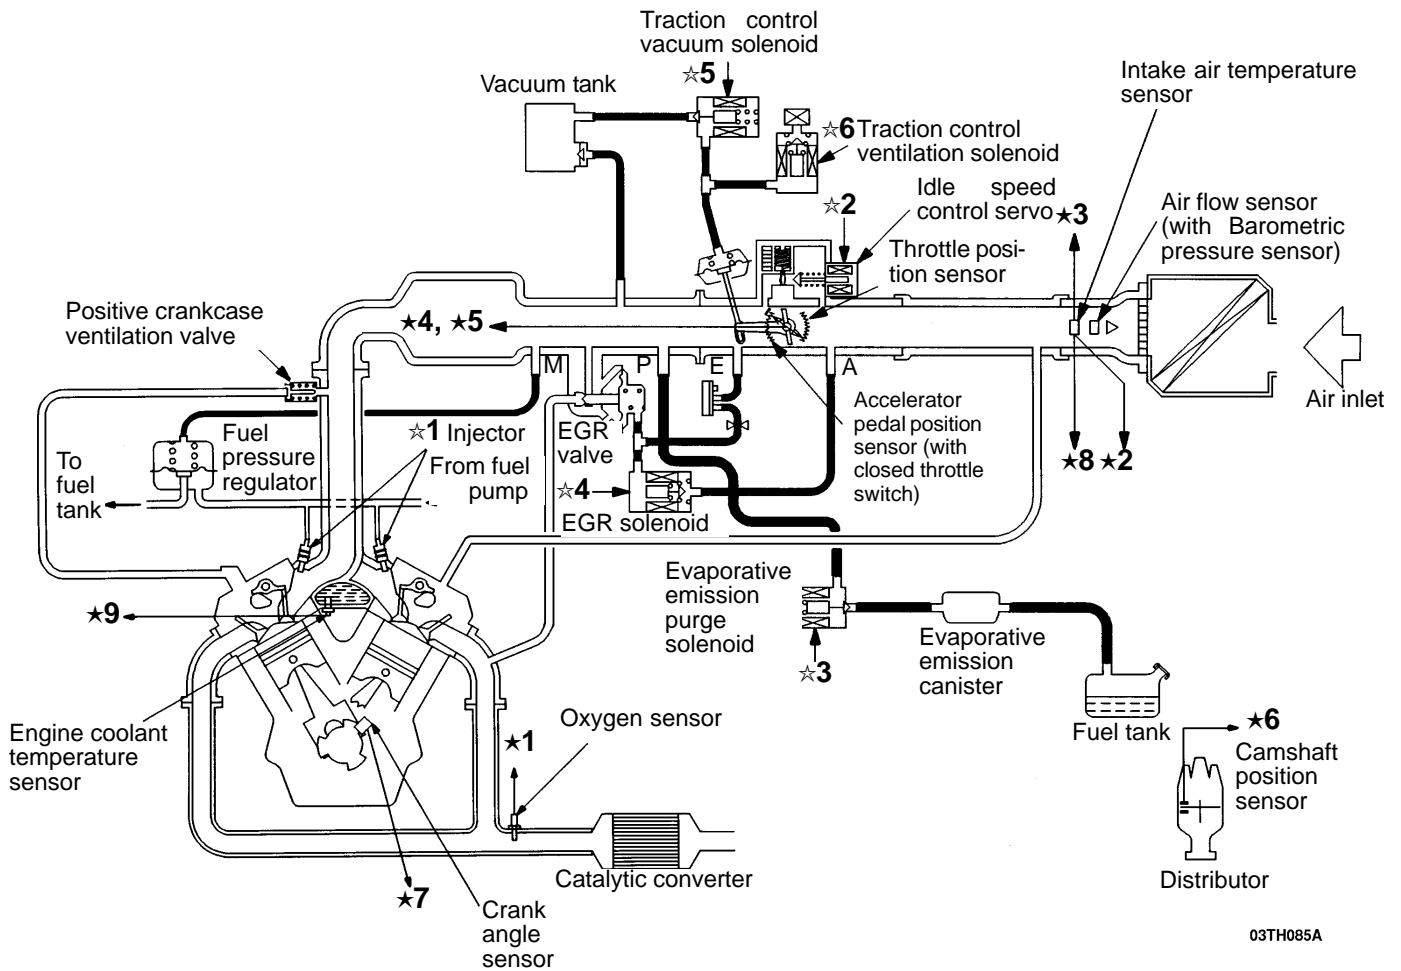 Traction control
vacuum solenoid
☆5
Vacuum tank
Intake air temperature
sensor
☆6 Traction control
ventilation solenoid
☆2
Idle speed
control servo
★3
Air flow sensor
(with Barometric
pressure sensor)
Throttle posi-
tion sensor
Positive crankcase
ventilation valve
★4, ★5
M
P
E
A
Air inlet
Accelerator
pedal position
sensor (with
closed throttle
switch)
★8 ★2
☆1 Injector
From fuel
pump
Fuel
pressure
regulator
To
fuel
tank
EGR
valve
☆4
EGR solenoid
Evaporative
emission
purge
solenoid
☆3
Evaporative
emission
canister
Fuel tank
★9
Engine coolant
temperature
sensor
Oxygen sensor
★1
★6
Camshaft
position
sensor
Distributor
Catalytic converter
★7
Crank
angle
sensor
03TH085A